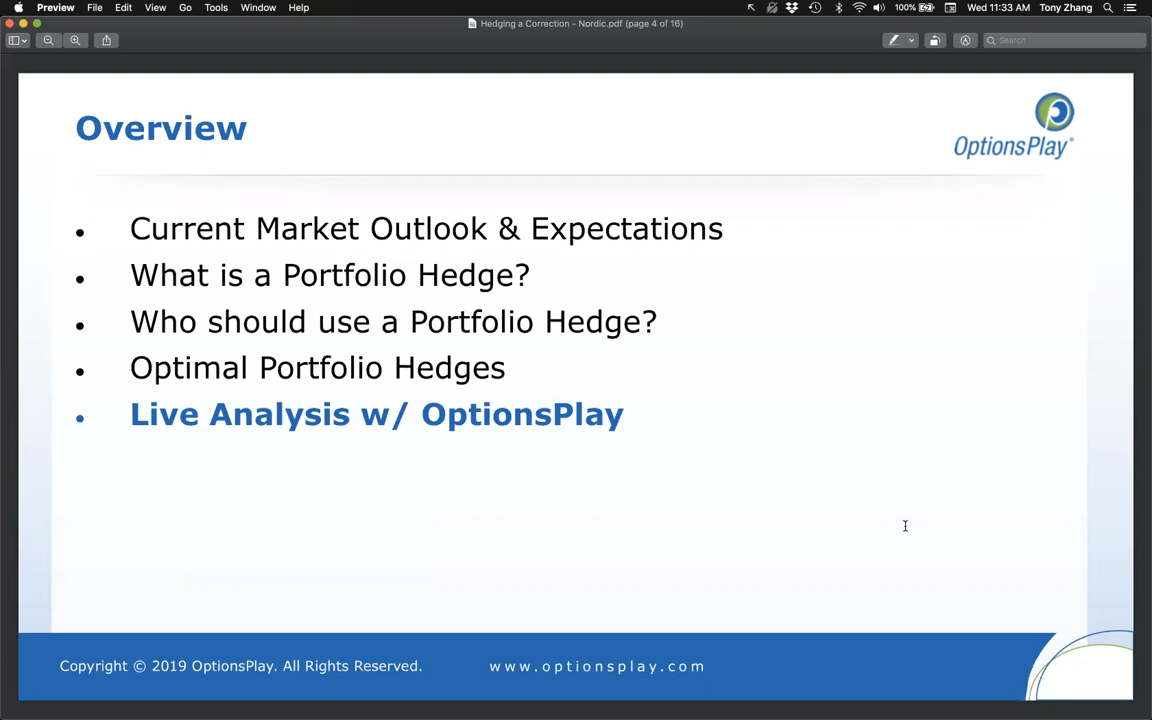 Preview File Edit View Go Tools Window Help 100% Wed 11:33 AM Tony Zhang
Hedging a Correction - Nordic.pdf (page 4 of 16)
Search
Overview
OptionsPlay
• Current Market Outlook & Expectations
• What is a Portfolio Hedge?
• Who should use a Portfolio Hedge?
• Optimal Portfolio Hedges
• Live Analysis w/ OptionsPlay
Copyright © 2019 OptionsPlay. All Rights Reserved. www.optionsplay.com